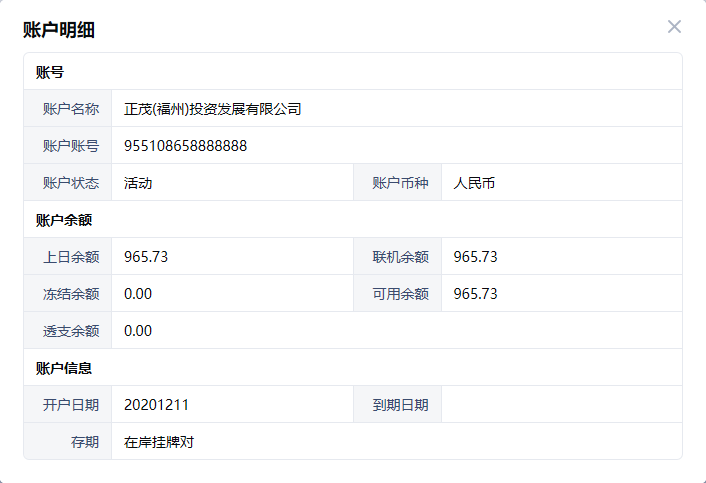 账户明细
账号
账户名称 正茂(福州)投资发展有限公司
账户账号 955108658888888
账户状态 活动 账户币种 人民币
账户余额
上日余额 965.73 联机余额 965.73
冻结余额 0.00 可用余额 965.73
透支余额 0.00
账户信息
开户日期 20201211 到期日期
存期 在岸挂牌对